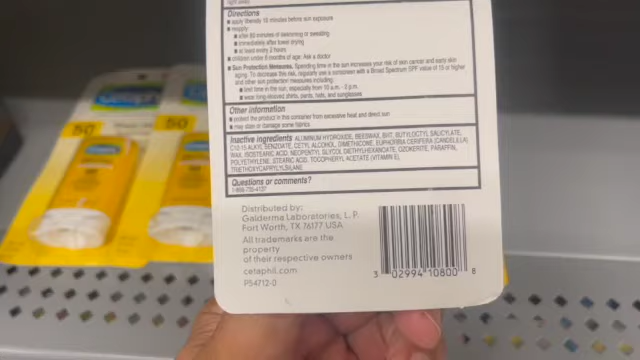 right away.
Directions
▪ apply liberally 15 minutes before sun exposure
▪ reapply:
▪ after 80 minutes of swimming or sweating
▪ immediately after towel drying
▪ at least every 2 hours
▪ children under 6 months of age: Ask a doctor
▪ Sun Protection Measures. Spending time in the sun increases your risk of skin cancer and early skin
aging. To decrease this risk, regularly use a sunscreen with a Broad Spectrum SPF value of 15 or higher
and other sun protection measures including:
▪ limit time in the sun, especially from 10 a.m. - 2 p.m.
▪ wear long-sleeved shirts, pants, hats, and sunglasses
Other information
▪ protect the product in this container from excessive heat and direct sun
▪ may stain or damage some fabrics
Inactive ingredients ALUMINUM HYDROXIDE, BEESWAX, BHT, BUTYLOCTYL SALICYLATE,
C12-15 ALKYL BENZOATE, CETYL ALCOHOL, DIMETHICONE, EUPHORBIA CERIFERA (CANDELILLA)
WAX, ISOSTEARIC ACID, NEOPENTYL GLYCOL DIETHYLHEXANOATE, OZOKERITE, PARAFFIN,
POLYETHYLENE, STEARIC ACID, TOCOPHERYL ACETATE (VITAMIN E),
TRIETHOXYCAPRYLYLSILANE
Questions or comments?
Distributed by:
Galderma Laboratories, L.P.
Fort Worth, TX 76177 USA
All trademarks are the
property
of their respective owners
cetaphil.com
P54712-0
3 02994 10800 8
50
50
Cetaphil